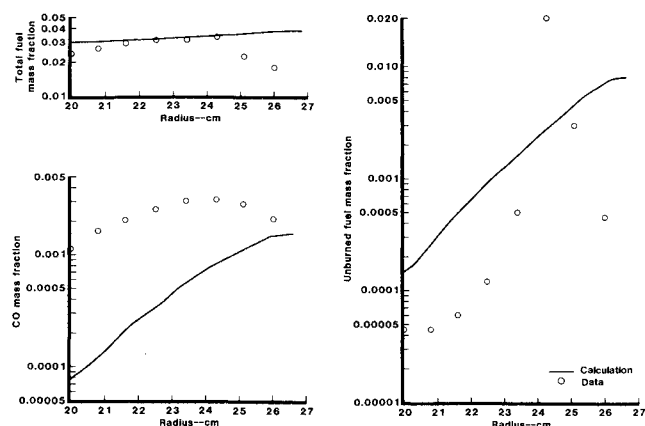 Total fuel
mass fraction
0.05
0.04
0.03
0.02
0.01
20 21 22 23 24 25 26 27
Radius--cm
CO mass fraction
0.005
0.001
0.0005
0.0001
0.00005
20 21 22 23 24 25 26 27
Radius--cm
Unburned fuel mass fraction
0.020
0.010
0.005
0.001
0.0005
0.0001
0.00005
0.00001
Calculation
Data
20 21 22 23 24 25 26 27
Radius--cm